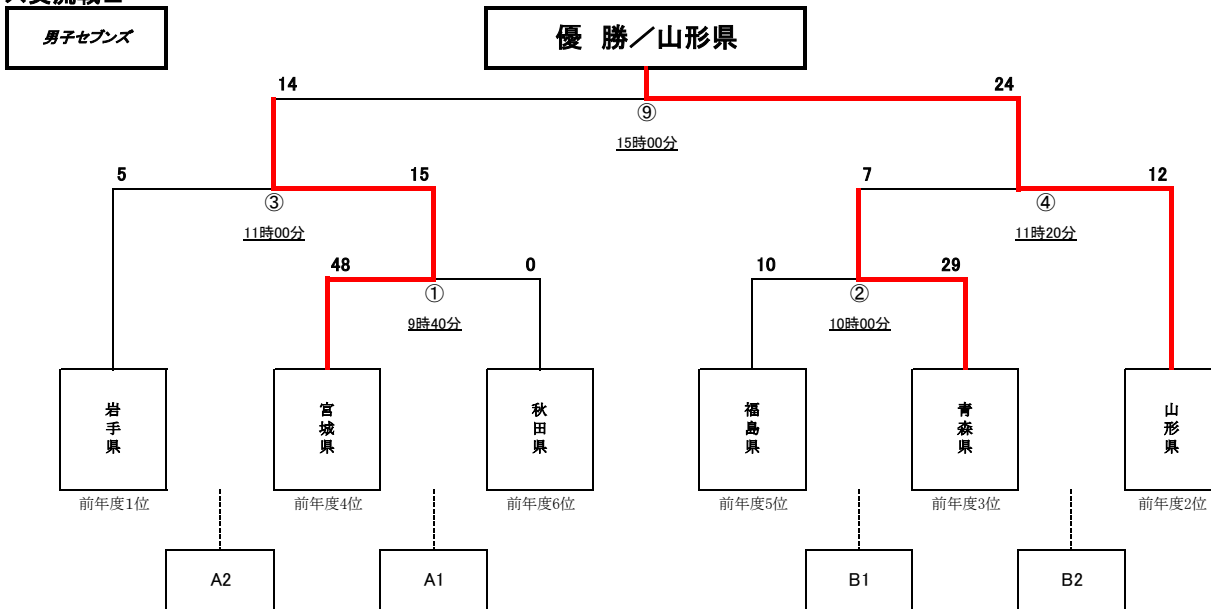 男子セブンズ
優 勝／山形県
14
24
⑨
15時00分
5
15
7
12
③
④
11時00分
11時20分
48
0
10
29
①
②
9時40分
10時00分
岩手県
宮城県
秋田県
福島県
青森県
山形県
前年度1位
前年度4位
前年度6位
前年度5位
前年度3位
前年度2位
A2
A1
B1
B2